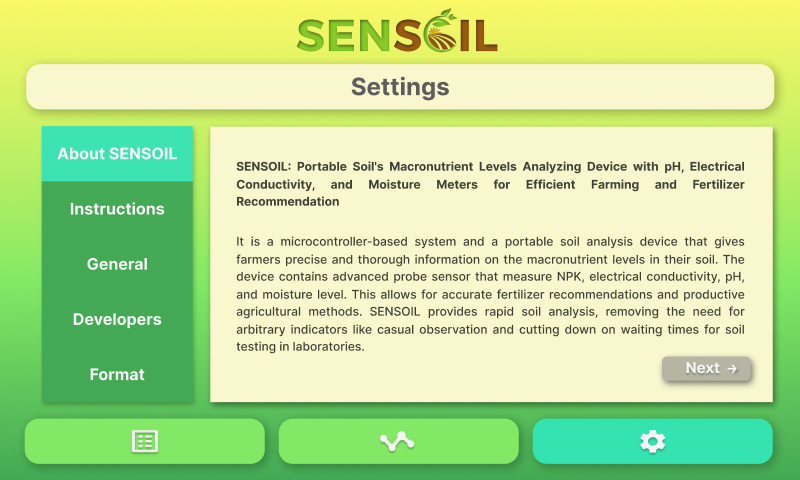 SENSOIL
Settings
About SENSOIL
Instructions
General
Developers
Format
SENSOIL: Portable Soil's Macronutrient Levels Analyzing Device with pH, Electrical
Conductivity, and Moisture Meters for Efficient Farming and Fertilizer
Recommendation
It is a microcontroller-based system and a portable soil analysis device that gives
farmers precise and thorough information on the macronutrient levels in their soil. The
device contains advanced probe sensor that measure NPK, electrical conductivity, pH,
and moisture level. This allows for accurate fertilizer recommendations and productive
agricultural methods. SENSOIL provides rapid soil analysis, removing the need for
arbitrary indicators like casual observation and cutting down on waiting times for soil
testing in laboratories.
Next →